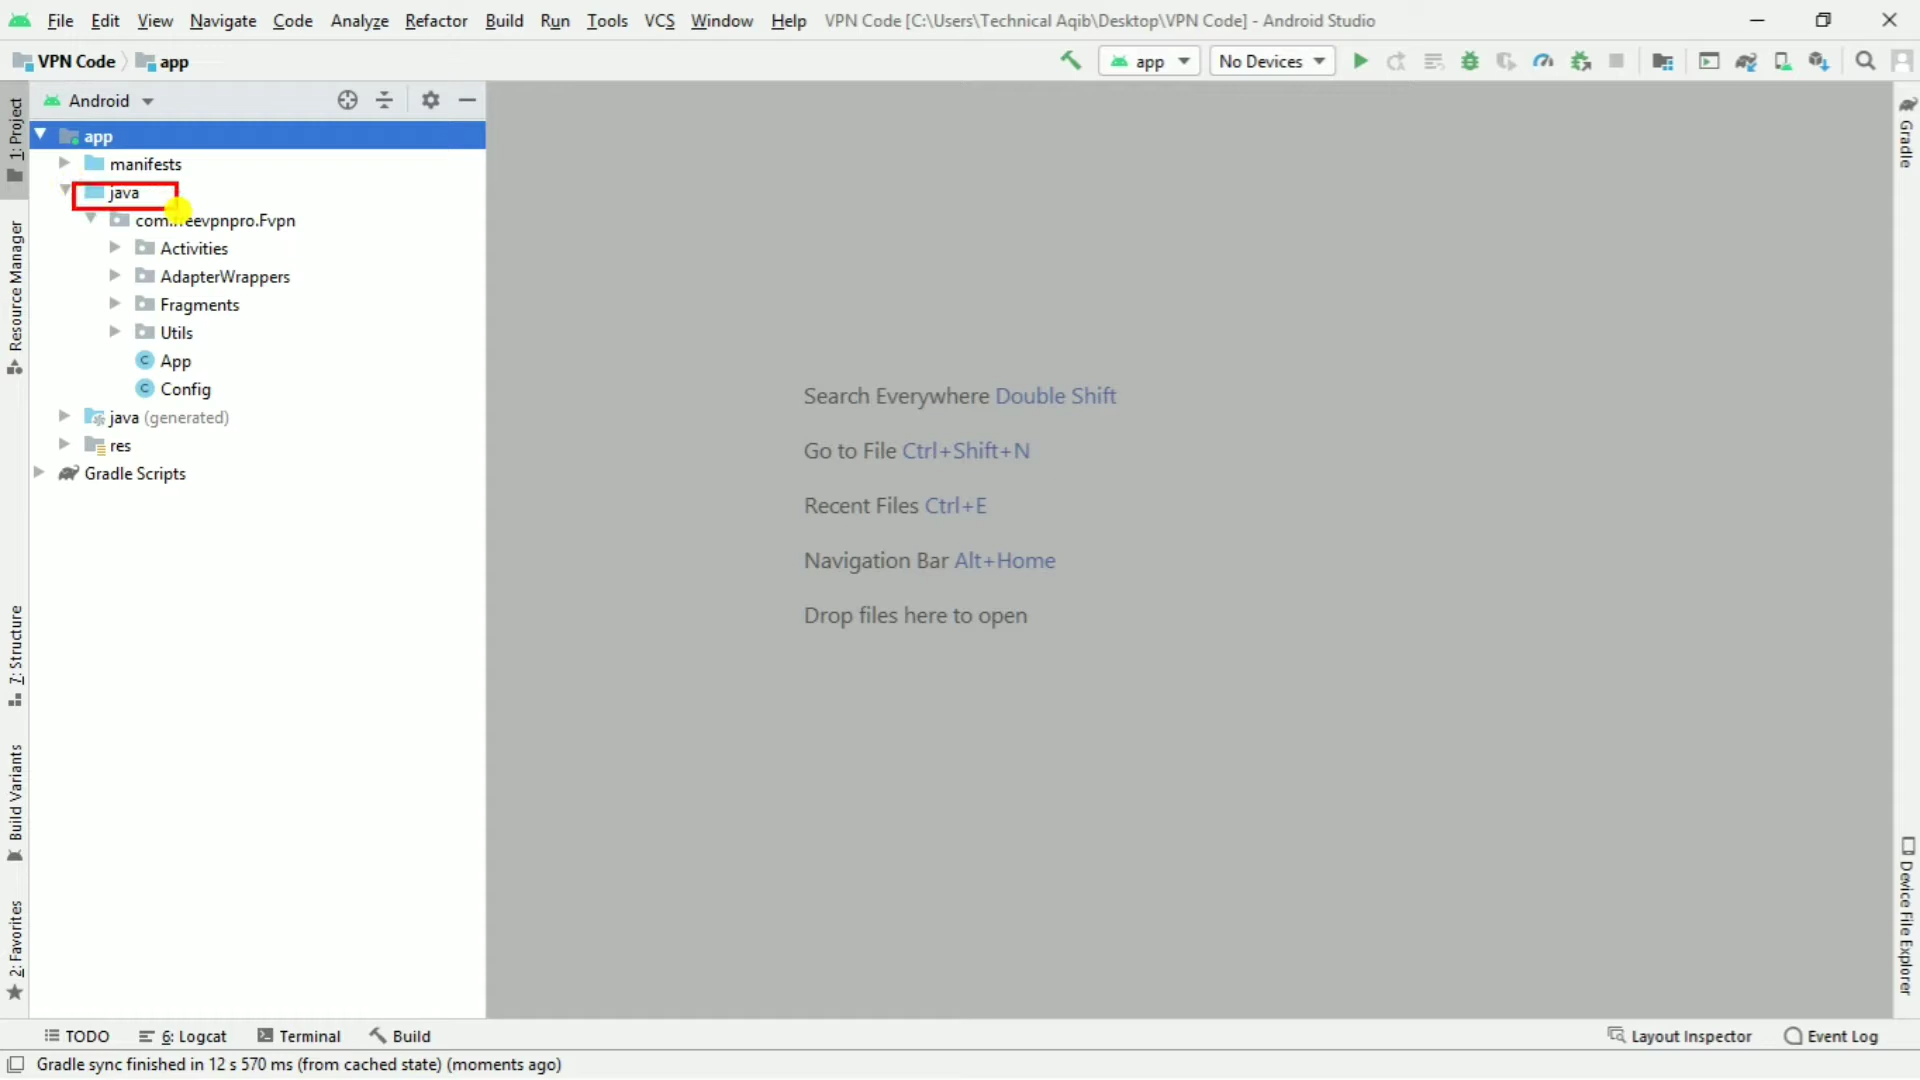 File Edit View Navigate Code Analyze Refactor Build Run Tools VCS Window Help VPN Code [C:\Users\Technical Aqib\Desktop\VPN Code] - Android Studio
VPN Code app
app No Devices
Android
app
manifests
java
Fvpn
Activities
AdapterWrappers
Fragments
Utils
App
Config
java (generated)
res
Gradle Scripts
1: Project
Resource Manager
7: Structure
Build Variants
2: Favorites
Search Everywhere Double Shift
Go to File Ctrl+Shift+N
Recent Files Ctrl+E
Navigation Bar Alt+Home
Drop files here to open
Gradle
Device File Explorer
TODO 6: Logcat Terminal Build Layout Inspector Event Log
Gradle sync finished in 12 s 570 ms (from cached state) (moments ago)